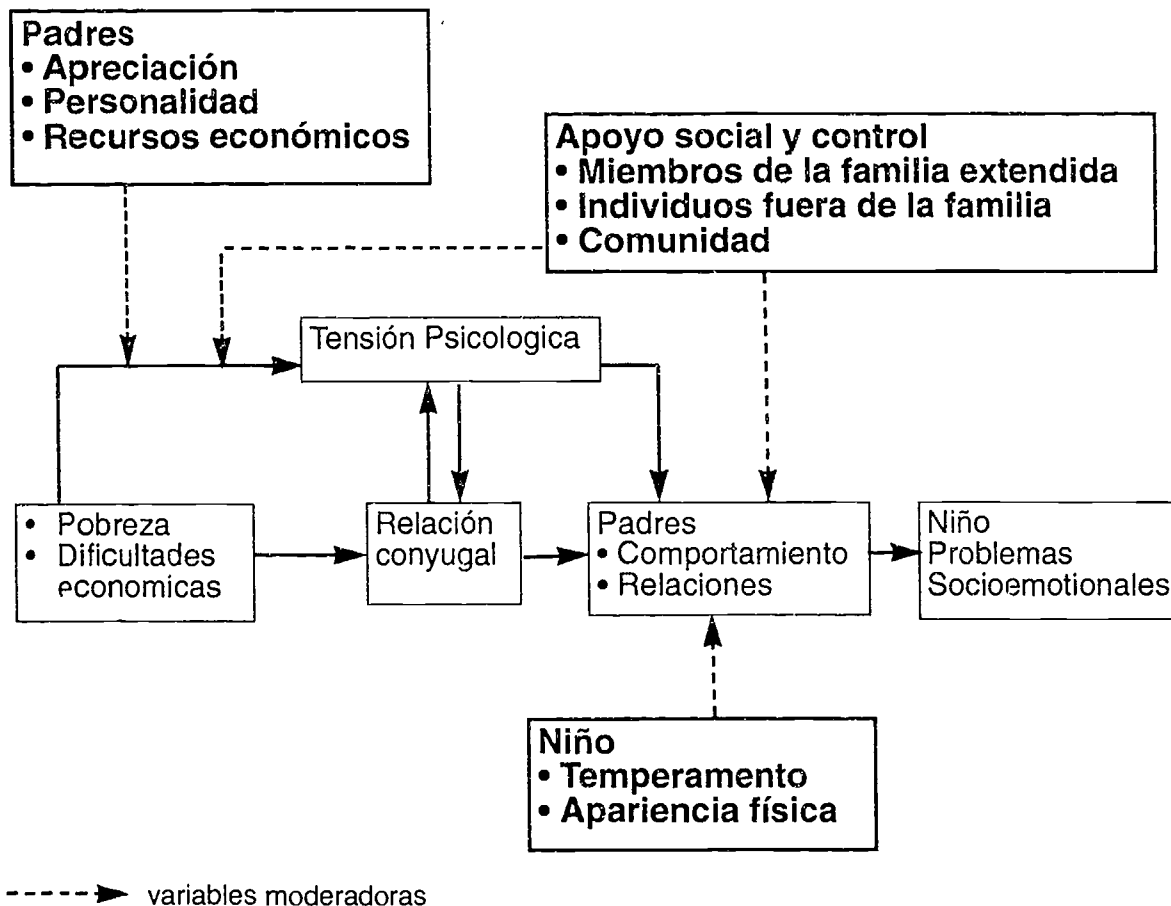 Padres
• Apreciación
• Personalidad
• Recursos económicos
Apoyo social y control
• Miembros de la familia extendida
• Individuos fuera de la familia
• Comunidad
Tensión Psicologica
• Pobreza
• Dificultades
economicas
Relación
conyugal
Padres
• Comportamiento
• Relaciones
Niño
Problemas
Socioemotionales
Niño
• Temperamento
• Apariencia física
variables moderadoras